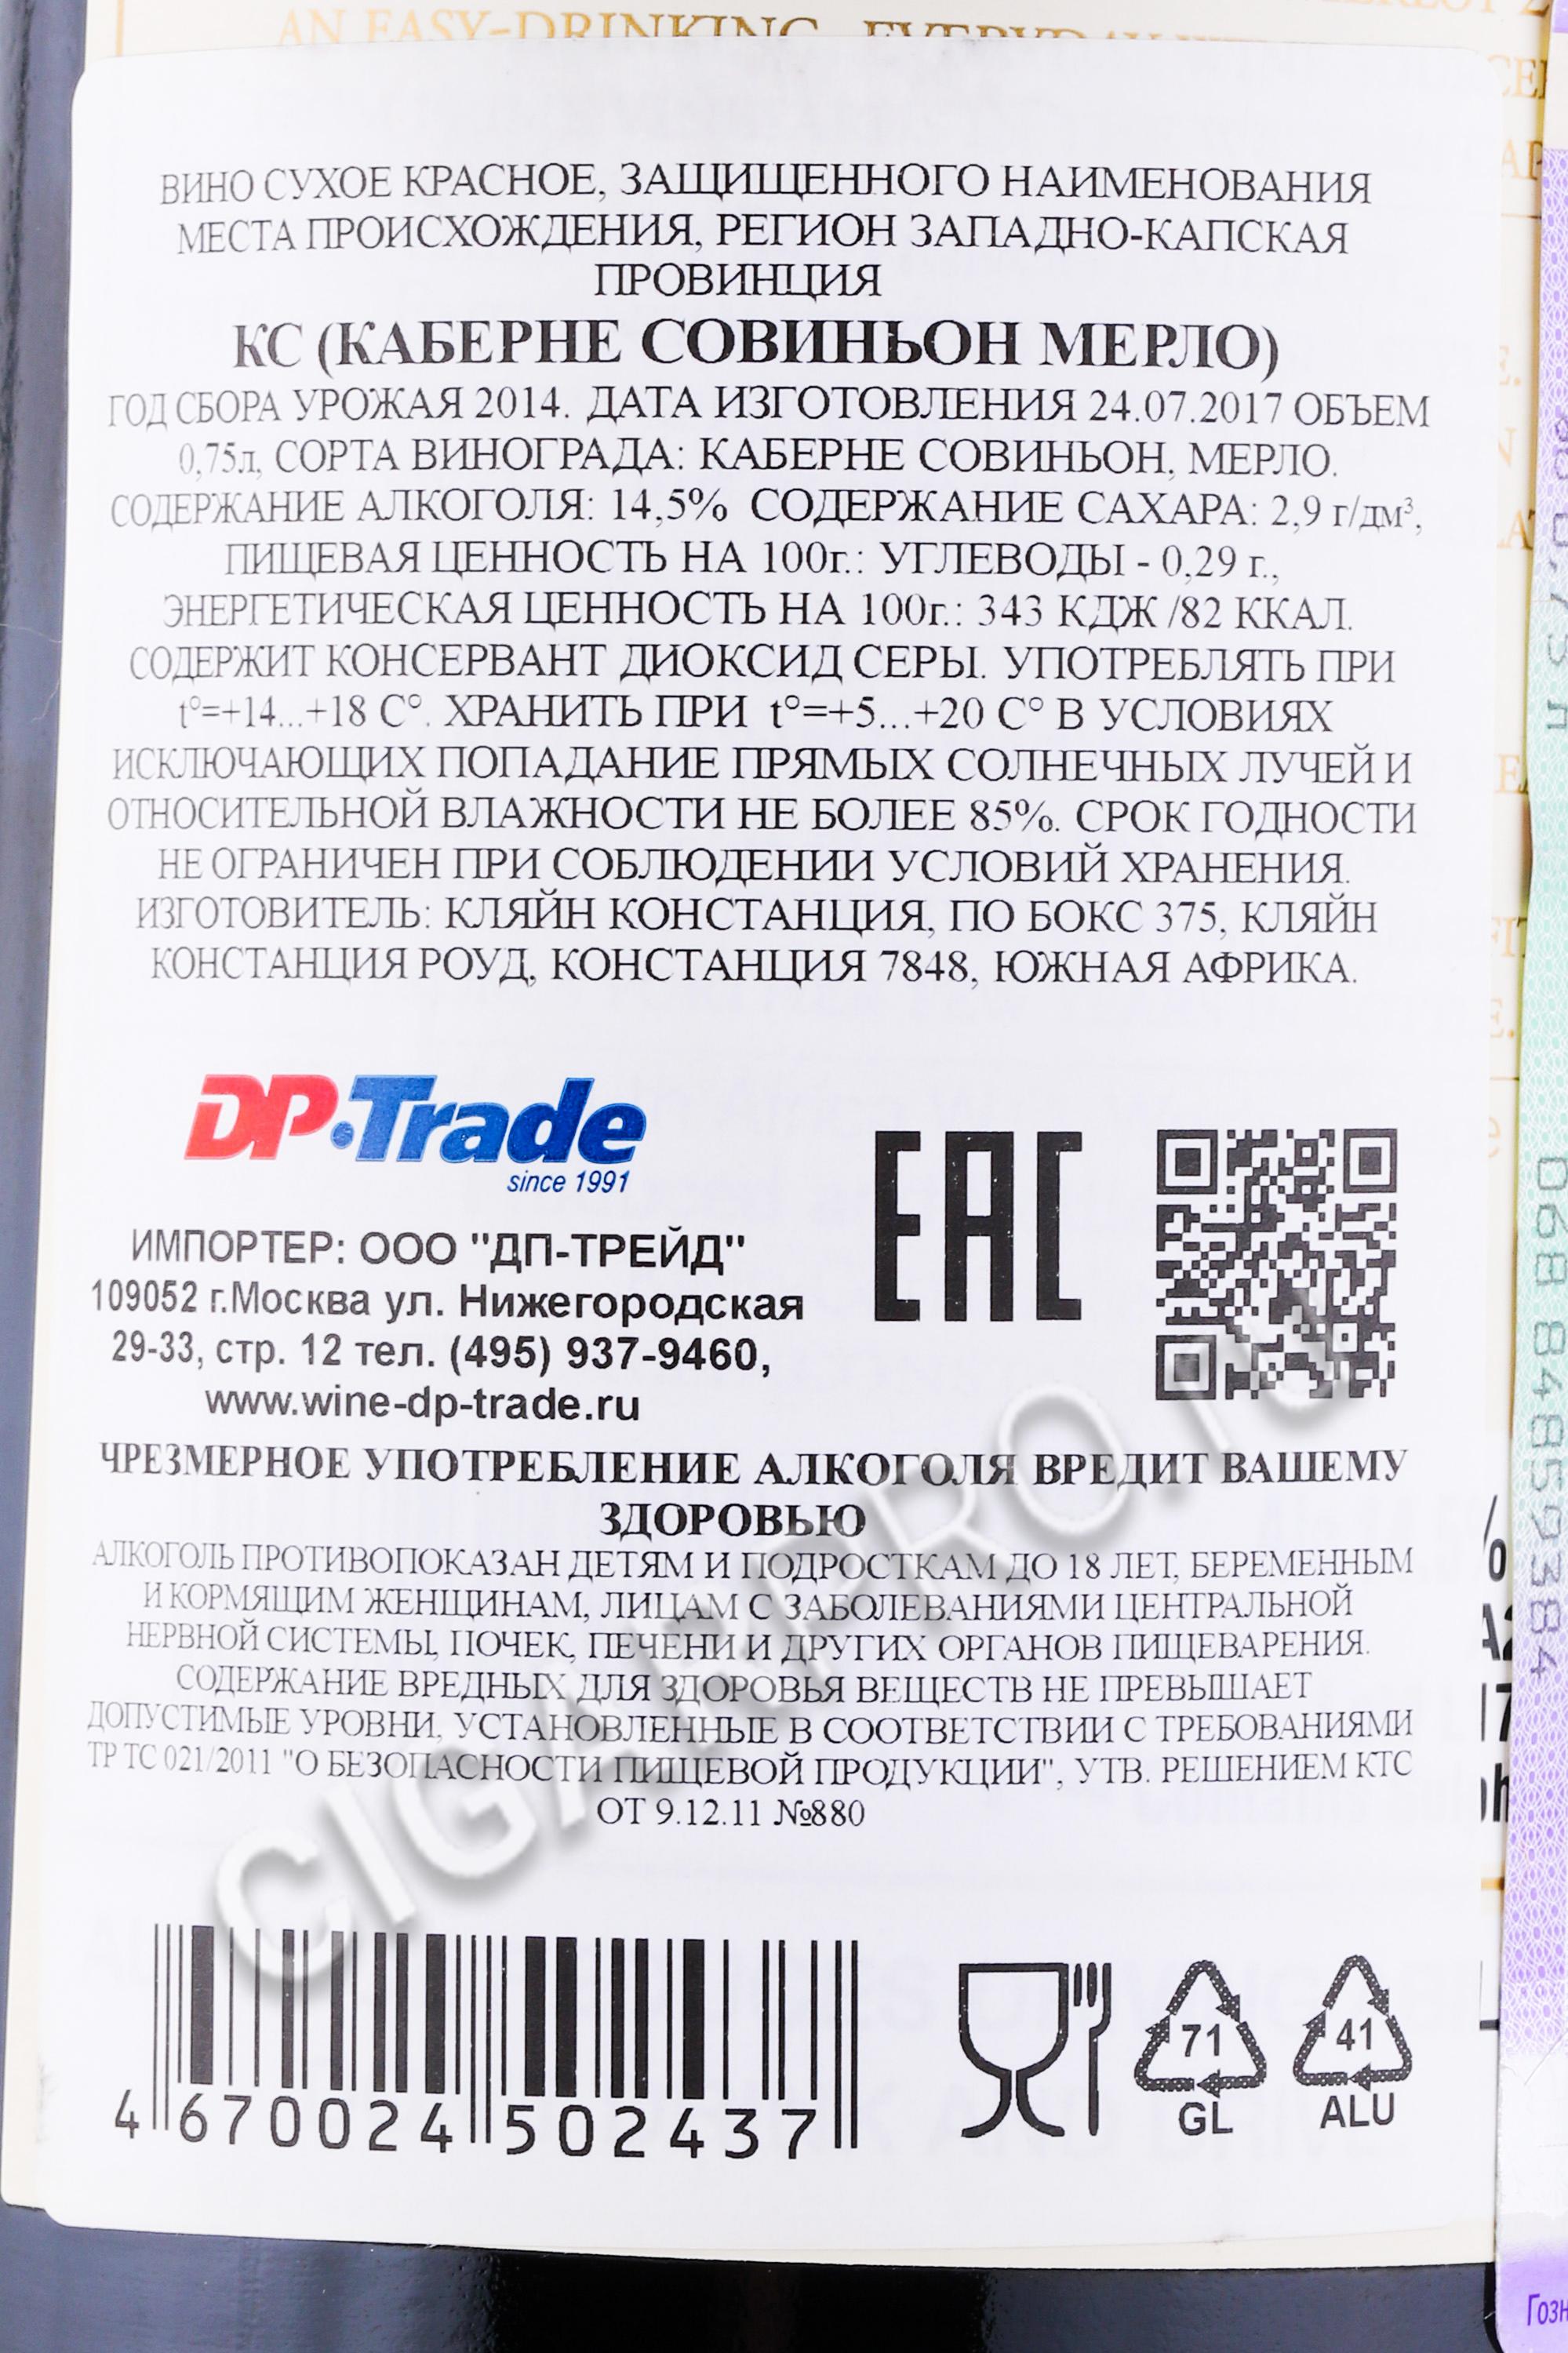 AN EASY-DRINKING, EVERYDAY
ВИНО СУХОЕ КРАСНОЕ, ЗАЩИЩЕННОГО НАИМЕНОВАНИЯ
МЕСТА ПРОИСХОЖДЕНИЯ, РЕГИОН ЗАПАДНО-КАПСКАЯ
ПРОВИНЦИЯ
КС (КАБЕРНЕ СОВИНЬОН МЕРЛО)
ГОД СБОРА УРОЖАЯ 2014. ДАТА ИЗГОТОВЛЕНИЯ 24.07.2017 ОБЪЕМ
0,75л, СОРТА ВИНОГРАДА: КАБЕРНЕ СОВИНЬОН, МЕРЛО.
СОДЕРЖАНИЕ АЛКОГОЛЯ: 14,5% СОДЕРЖАНИЕ САХАРА: 2,9 г/дм³,
ПИЩЕВАЯ ЦЕННОСТЬ НА 100г.: УГЛЕВОДЫ - 0,29 г.,
ЭНЕРГЕТИЧЕСКАЯ ЦЕННОСТЬ НА 100г.: 343 КДЖ /82 ККАЛ.
СОДЕРЖИТ КОНСЕРВАНТ ДИОКСИД СЕРЫ. УПОТРЕБЛЯТЬ ПРИ
t°=+14...+18 С°. ХРАНИТЬ ПРИ t°=+5...+20 С° В УСЛОВИЯХ
ИСКЛЮЧАЮЩИХ ПОПАДАНИЕ ПРЯМЫХ СОЛНЕЧНЫХ ЛУЧЕЙ И
ОТНОСИТЕЛЬНОЙ ВЛАЖНОСТИ НЕ БОЛЕЕ 85%. СРОК ГОДНОСТИ
НЕ ОГРАНИЧЕН ПРИ СОБЛЮДЕНИИ УСЛОВИЙ ХРАНЕНИЯ.
ИЗГОТОВИТЕЛЬ: КЛЯЙН КОНСТАНЦИЯ, ПО БОКС 375, КЛЯЙН
КОНСТАНЦИЯ РОУД, КОНСТАНЦИЯ 7848, ЮЖНАЯ АФРИКА.
DP·Trade
since 1991
EAC
ИМПОРТЕР: ООО "ДП-ТРЕЙД"
109052 г.Москва ул. Нижегородская
29-33, стр. 12 тел. (495) 937-9460,
www.wine-dp-trade.ru
ЧРЕЗМЕРНОЕ УПОТРЕБЛЕНИЕ АЛКОГОЛЯ ВРЕДИТ ВАШЕМУ
ЗДОРОВЬЮ
АЛКОГОЛЬ ПРОТИВОПОКАЗАН ДЕТЯМ И ПОДРОСТКАМ ДО 18 ЛЕТ, БЕРЕМЕННЫМ
И КОРМЯЩИМ ЖЕНЩИНАМ, ЛИЦАМ С ЗАБОЛЕВАНИЯМИ ЦЕНТРАЛЬНОЙ
НЕРВНОЙ СИСТЕМЫ, ПОЧЕК, ПЕЧЕНИ И ДРУГИХ ОРГАНОВ ПИЩЕВАРЕНИЯ.
СОДЕРЖАНИЕ ВРЕДНЫХ ДЛЯ ЗДОРОВЬЯ ВЕЩЕСТВ НЕ ПРЕВЫШАЕТ
ДОПУСТИМЫЕ УРОВНИ, УСТАНОВЛЕННЫЕ В СООТВЕТСТВИИ С ТРЕБОВАНИЯМИ
ТР ТС 021/2011 "О БЕЗОПАСНОСТИ ПИЩЕВОЙ ПРОДУКЦИИ", УТВ. РЕШЕНИЕМ КТС
ОТ 9.12.11 №880
CIGARPRO.RU
4 670024 502437
71
GL
41
ALU
068 848859384